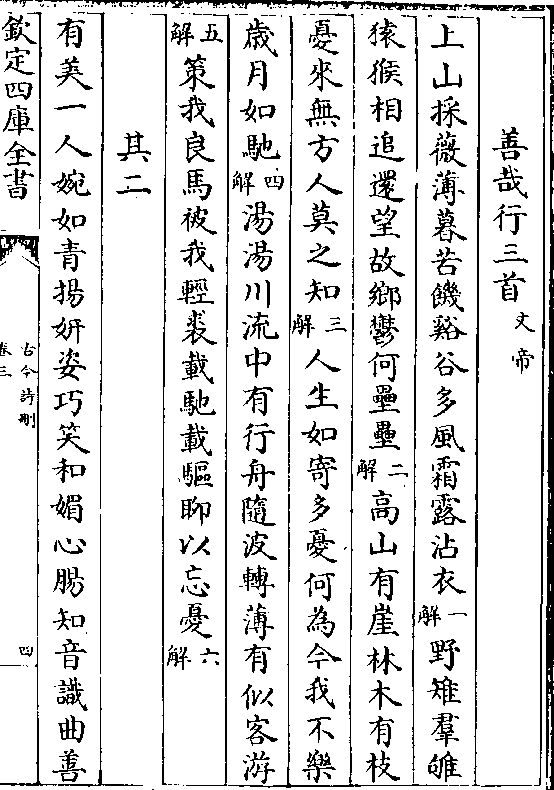 善哉行三首 文帝
上山採薇薄暮苦饑谿谷多風霜露沾衣一解野雉羣雊
猿猴相追還望故鄉鬱何壘壘二解高山有崖林木有枝
憂來無方人莫之知三解人生如寄多憂何為今我不樂
歲月如馳四解湯湯川流中有行舟隨波轉薄有似客游
五解策我良馬被我輕裘載馳載驅聊以忘憂六解
其二
有美一人婉如青揚妍姿巧笑和媚心腸知音識曲善
欽定四庫全書
古今詩刪
卷三
四